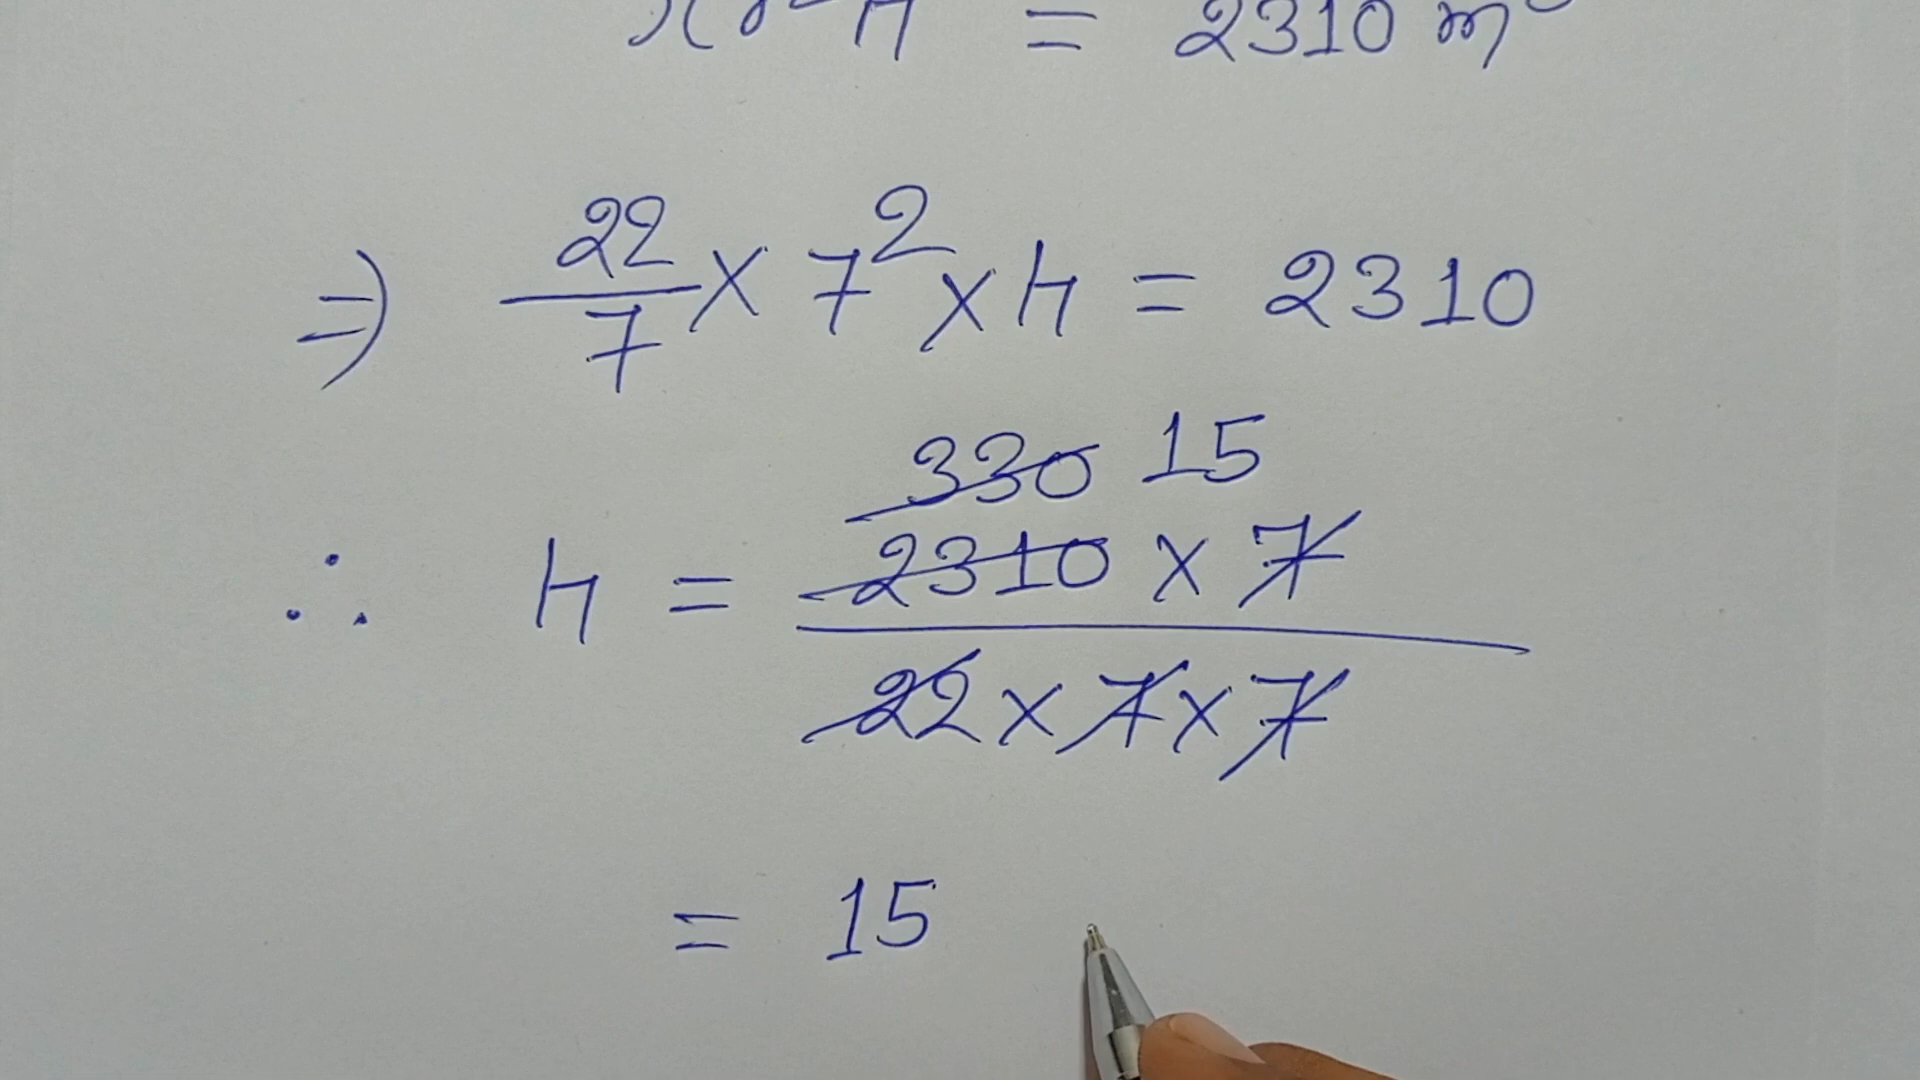 πr²h = 2310 m³
⇒ 22/7 × 7² × h = 2310
330 15
∴ h = 2310 × 7 / 22 × 7 × 7
= 15